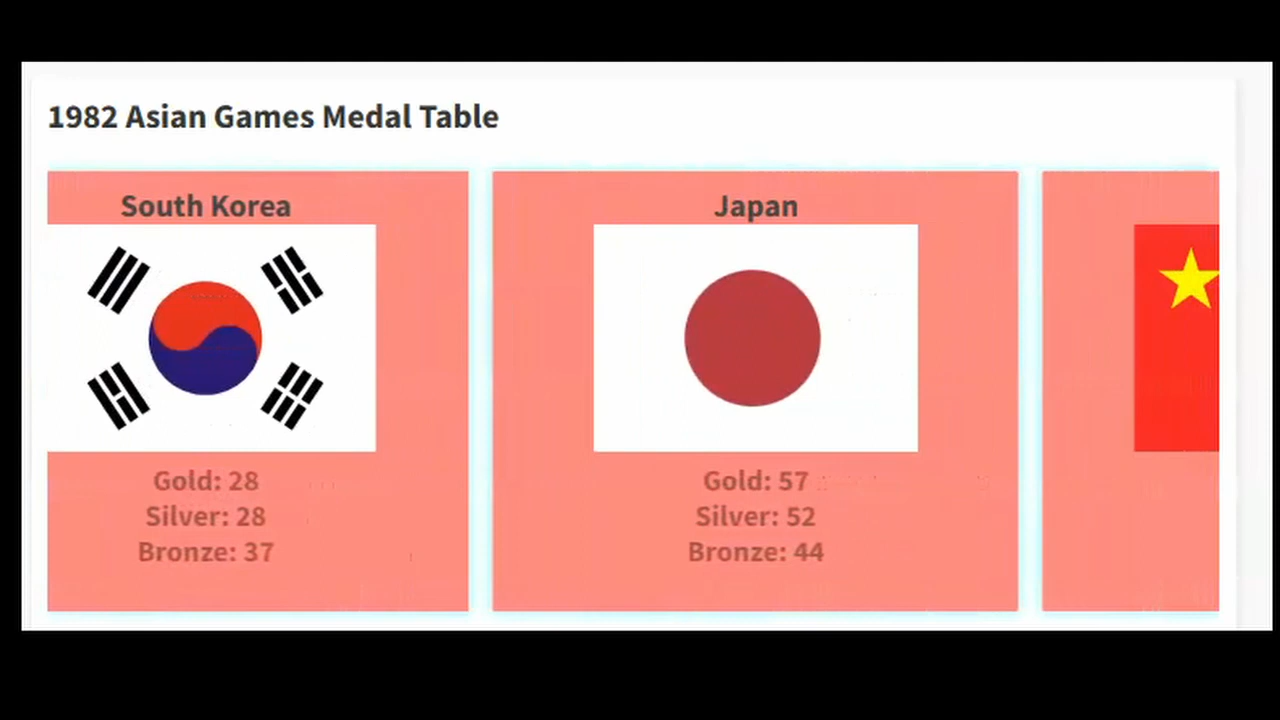 1982 Asian Games Medal Table
South Korea
Gold: 28
Silver: 28
Bronze: 37
Japan
Gold: 57
Silver: 52
Bronze: 44